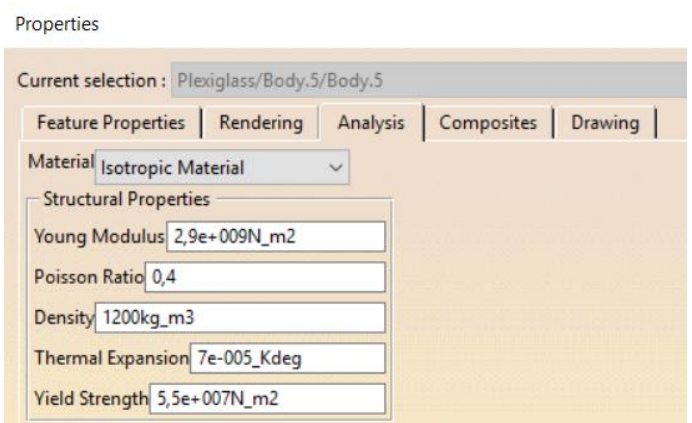 Properties
Current selection : Plexiglass/Body.5/Body.5
Feature Properties Rendering Analysis Composites Drawing
Material Isotropic Material
Structural Properties
Young Modulus 2,9e+009N_m2
Poisson Ratio 0,4
Density 1200kg_m3
Thermal Expansion 7e-005_Kdeg
Yield Strength 5,5e+007N_m2